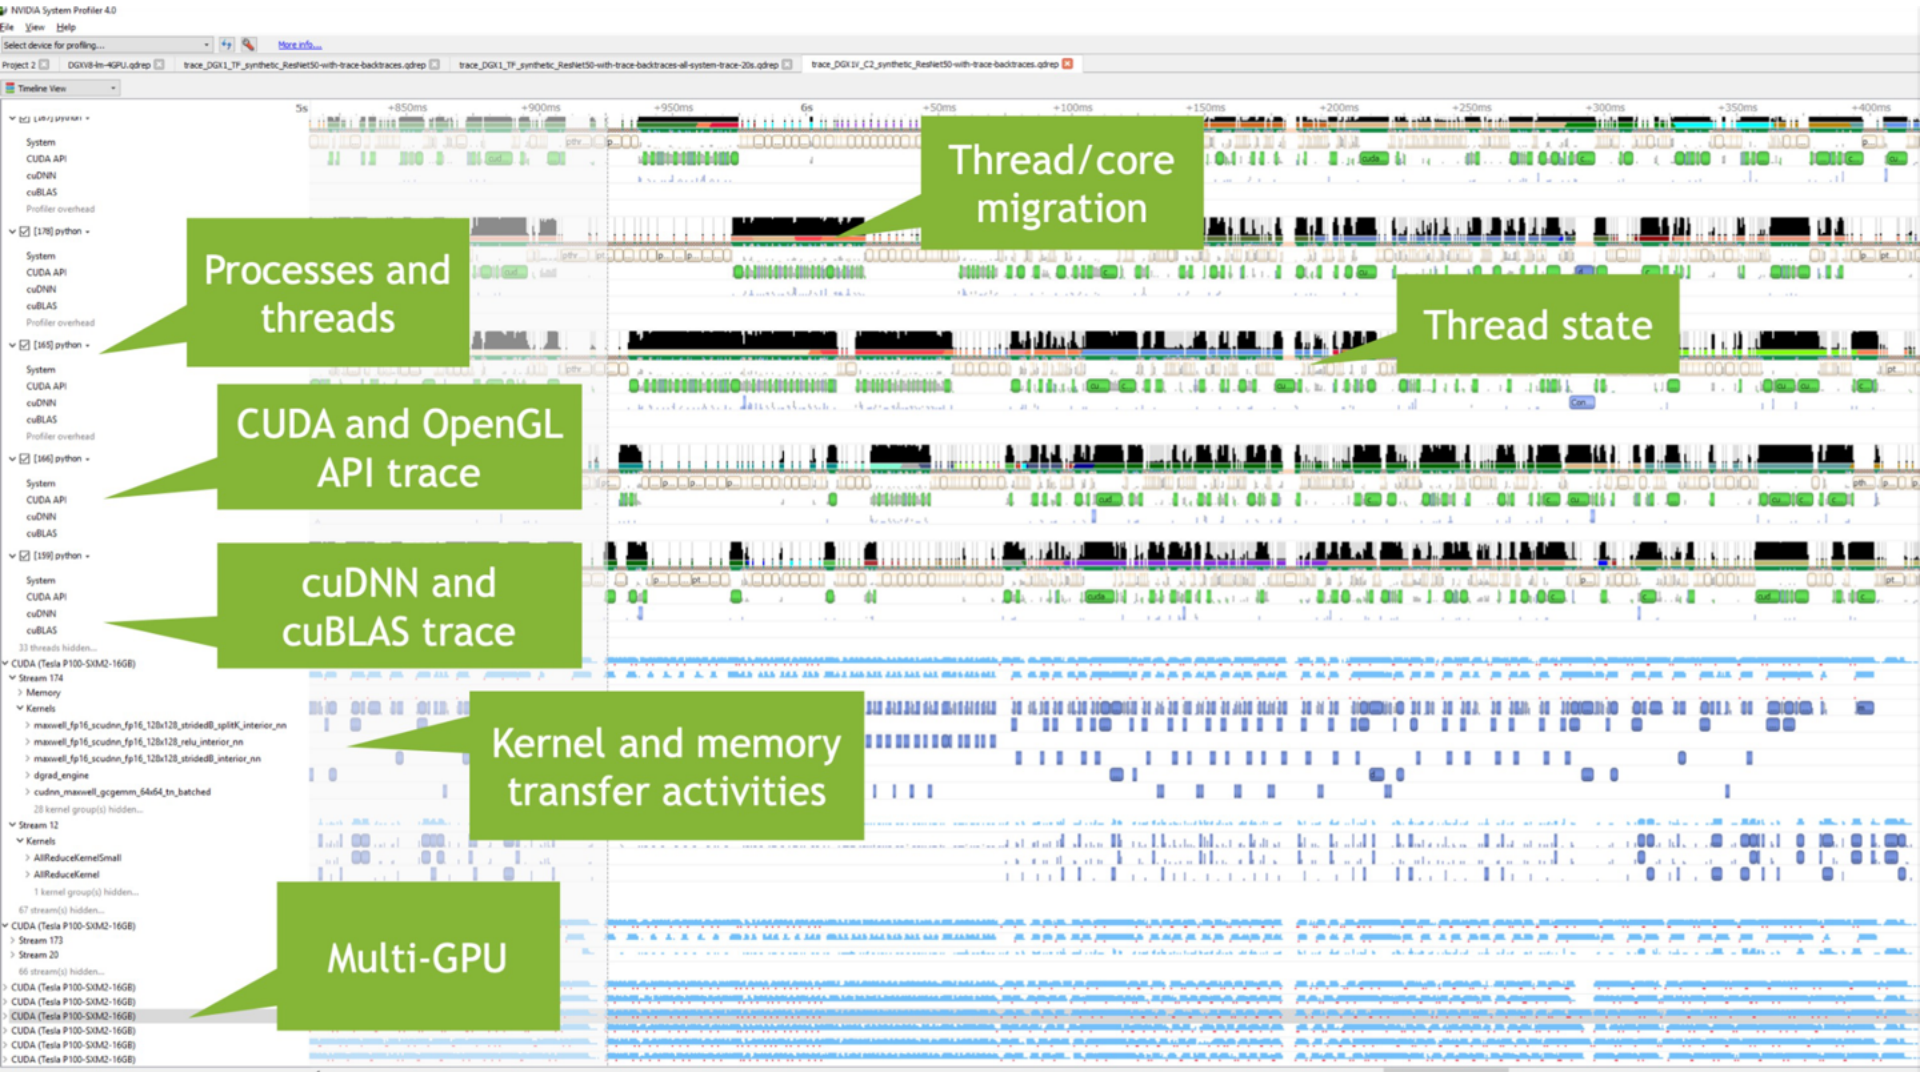 NVIDIA System Profiler 4.0
File View Help
Select device for profiling... More info...
Project 2 DGXV8-lm-4GPU.qdrep trace_DGX1_TF_synthetic_ResNet50-with-trace-backtraces.qdrep trace_DGX1_TF_synthetic_ResNet50-with-trace-backtraces-all-system-trace-20s.qdrep trace_DGX1V_C2_synthetic_ResNet50-with-trace-backtraces.qdrep
Timeline View
5s +850ms +900ms +950ms 6s +50ms +100ms +150ms +200ms +250ms +300ms +350ms +400ms
[167] python
System
CUDA API
cuDNN
cuBLAS
Profiler overhead
Thread/core
migration
[178] python
System
CUDA API
cuDNN
cuBLAS
Profiler overhead
Processes and
threads
Thread state
[165] python
System
CUDA API
cuDNN
cuBLAS
Profiler overhead
CUDA and OpenGL
API trace
[166] python
System
CUDA API
cuDNN
cuBLAS
[159] python
System
CUDA API
cuDNN
cuBLAS
33 threads hidden...
cuDNN and
cuBLAS trace
CUDA (Tesla P100-SXM2-16GB)
Stream 174
Memory
Kernels
maxwell_fp16_scudnn_fp16_128x128_stridedB_splitK_interior_nn
maxwell_fp16_scudnn_fp16_128x128_relu_interior_nn
maxwell_fp16_scudnn_fp16_128x128_stridedB_interior_nn
dgrad_engine
cudnn_maxwell_gcgemm_64x64_tn_batched
28 kernel group(s) hidden...
Kernel and memory
transfer activities
Stream 12
Kernels
AllReduceKernelSmall
AllReduceKernel
1 kernel group(s) hidden...
67 stream(s) hidden...
CUDA (Tesla P100-SXM2-16GB)
Stream 173
Stream 20
66 stream(s) hidden...
Multi-GPU
CUDA (Tesla P100-SXM2-16GB)
CUDA (Tesla P100-SXM2-16GB)
CUDA (Tesla P100-SXM2-16GB)
CUDA (Tesla P100-SXM2-16GB)
CUDA (Tesla P100-SXM2-16GB)
CUDA (Tesla P100-SXM2-16GB)